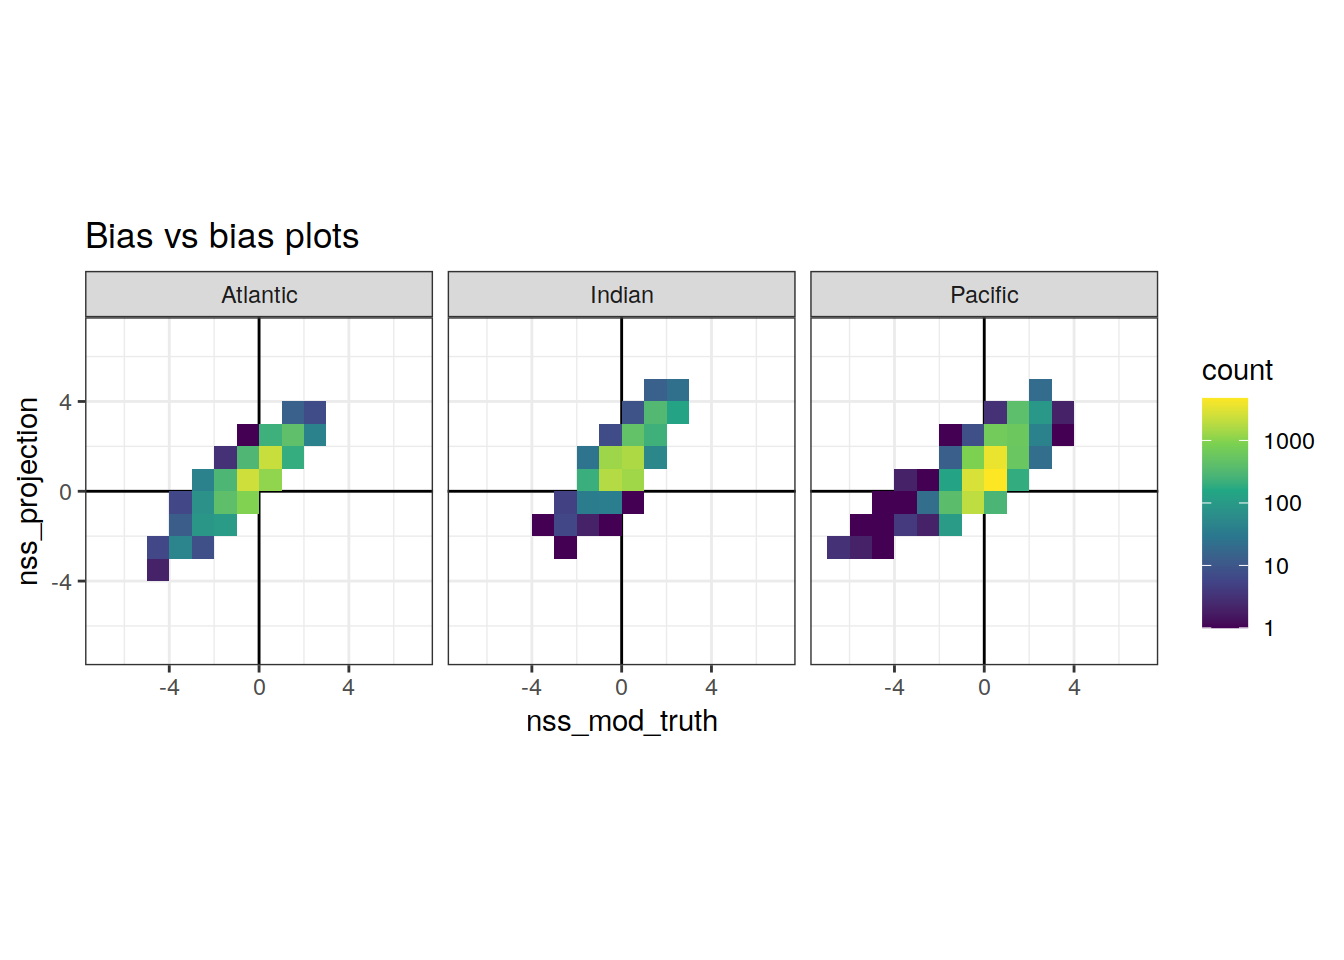 Bias vs bias plots
Atlantic
Indian
Pacific
nss_projection
4
0
-4
-4 0 4
-4 0 4
-4 0 4
nss_mod_truth
count
1000
100
10
1